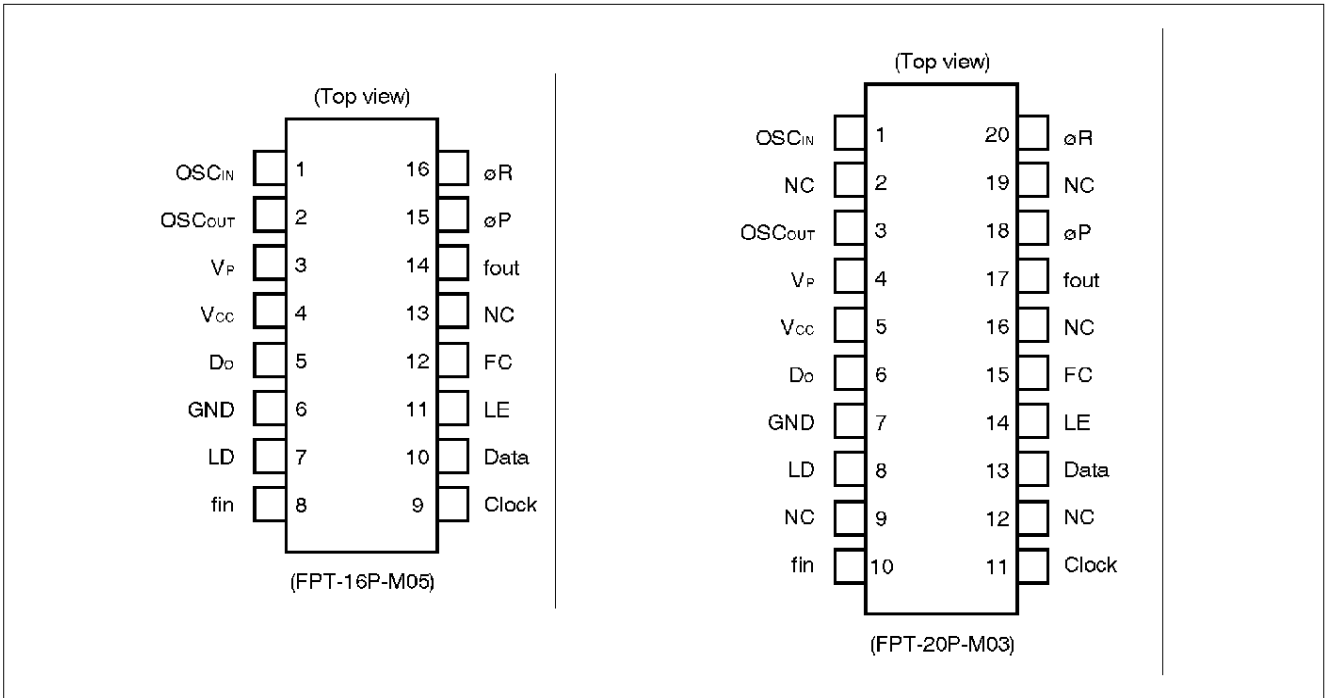 (Top view)
OSCIN 1 16 øR
OSCOUT 2 15 øP
VP 3 14 fout
VCC 4 13 NC
DO 5 12 FC
GND 6 11 LE
LD 7 10 Data
fin 8 9 Clock
(FPT-16P-M05)
(Top view)
OSCIN 1 20 øR
NC 2 19 NC
OSCOUT 3 18 øP
VP 4 17 fout
VCC 5 16 NC
DO 6 15 FC
GND 7 14 LE
LD 8 13 Data
NC 9 12 NC
fin 10 11 Clock
(FPT-20P-M03)